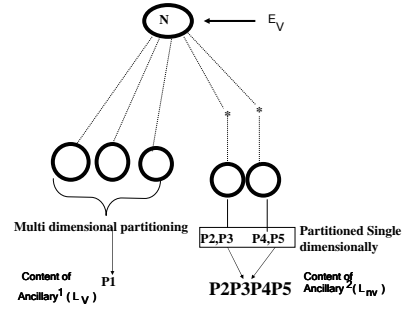 N
E_V
*
*
Multi dimensional partitioning
P2,P3 P4,P5
Partitioned Single
dimensionally
Content of
Ancillary¹ ( L_V )
P1
P2P3P4P5
Content of
Ancillary² ( L_nv )